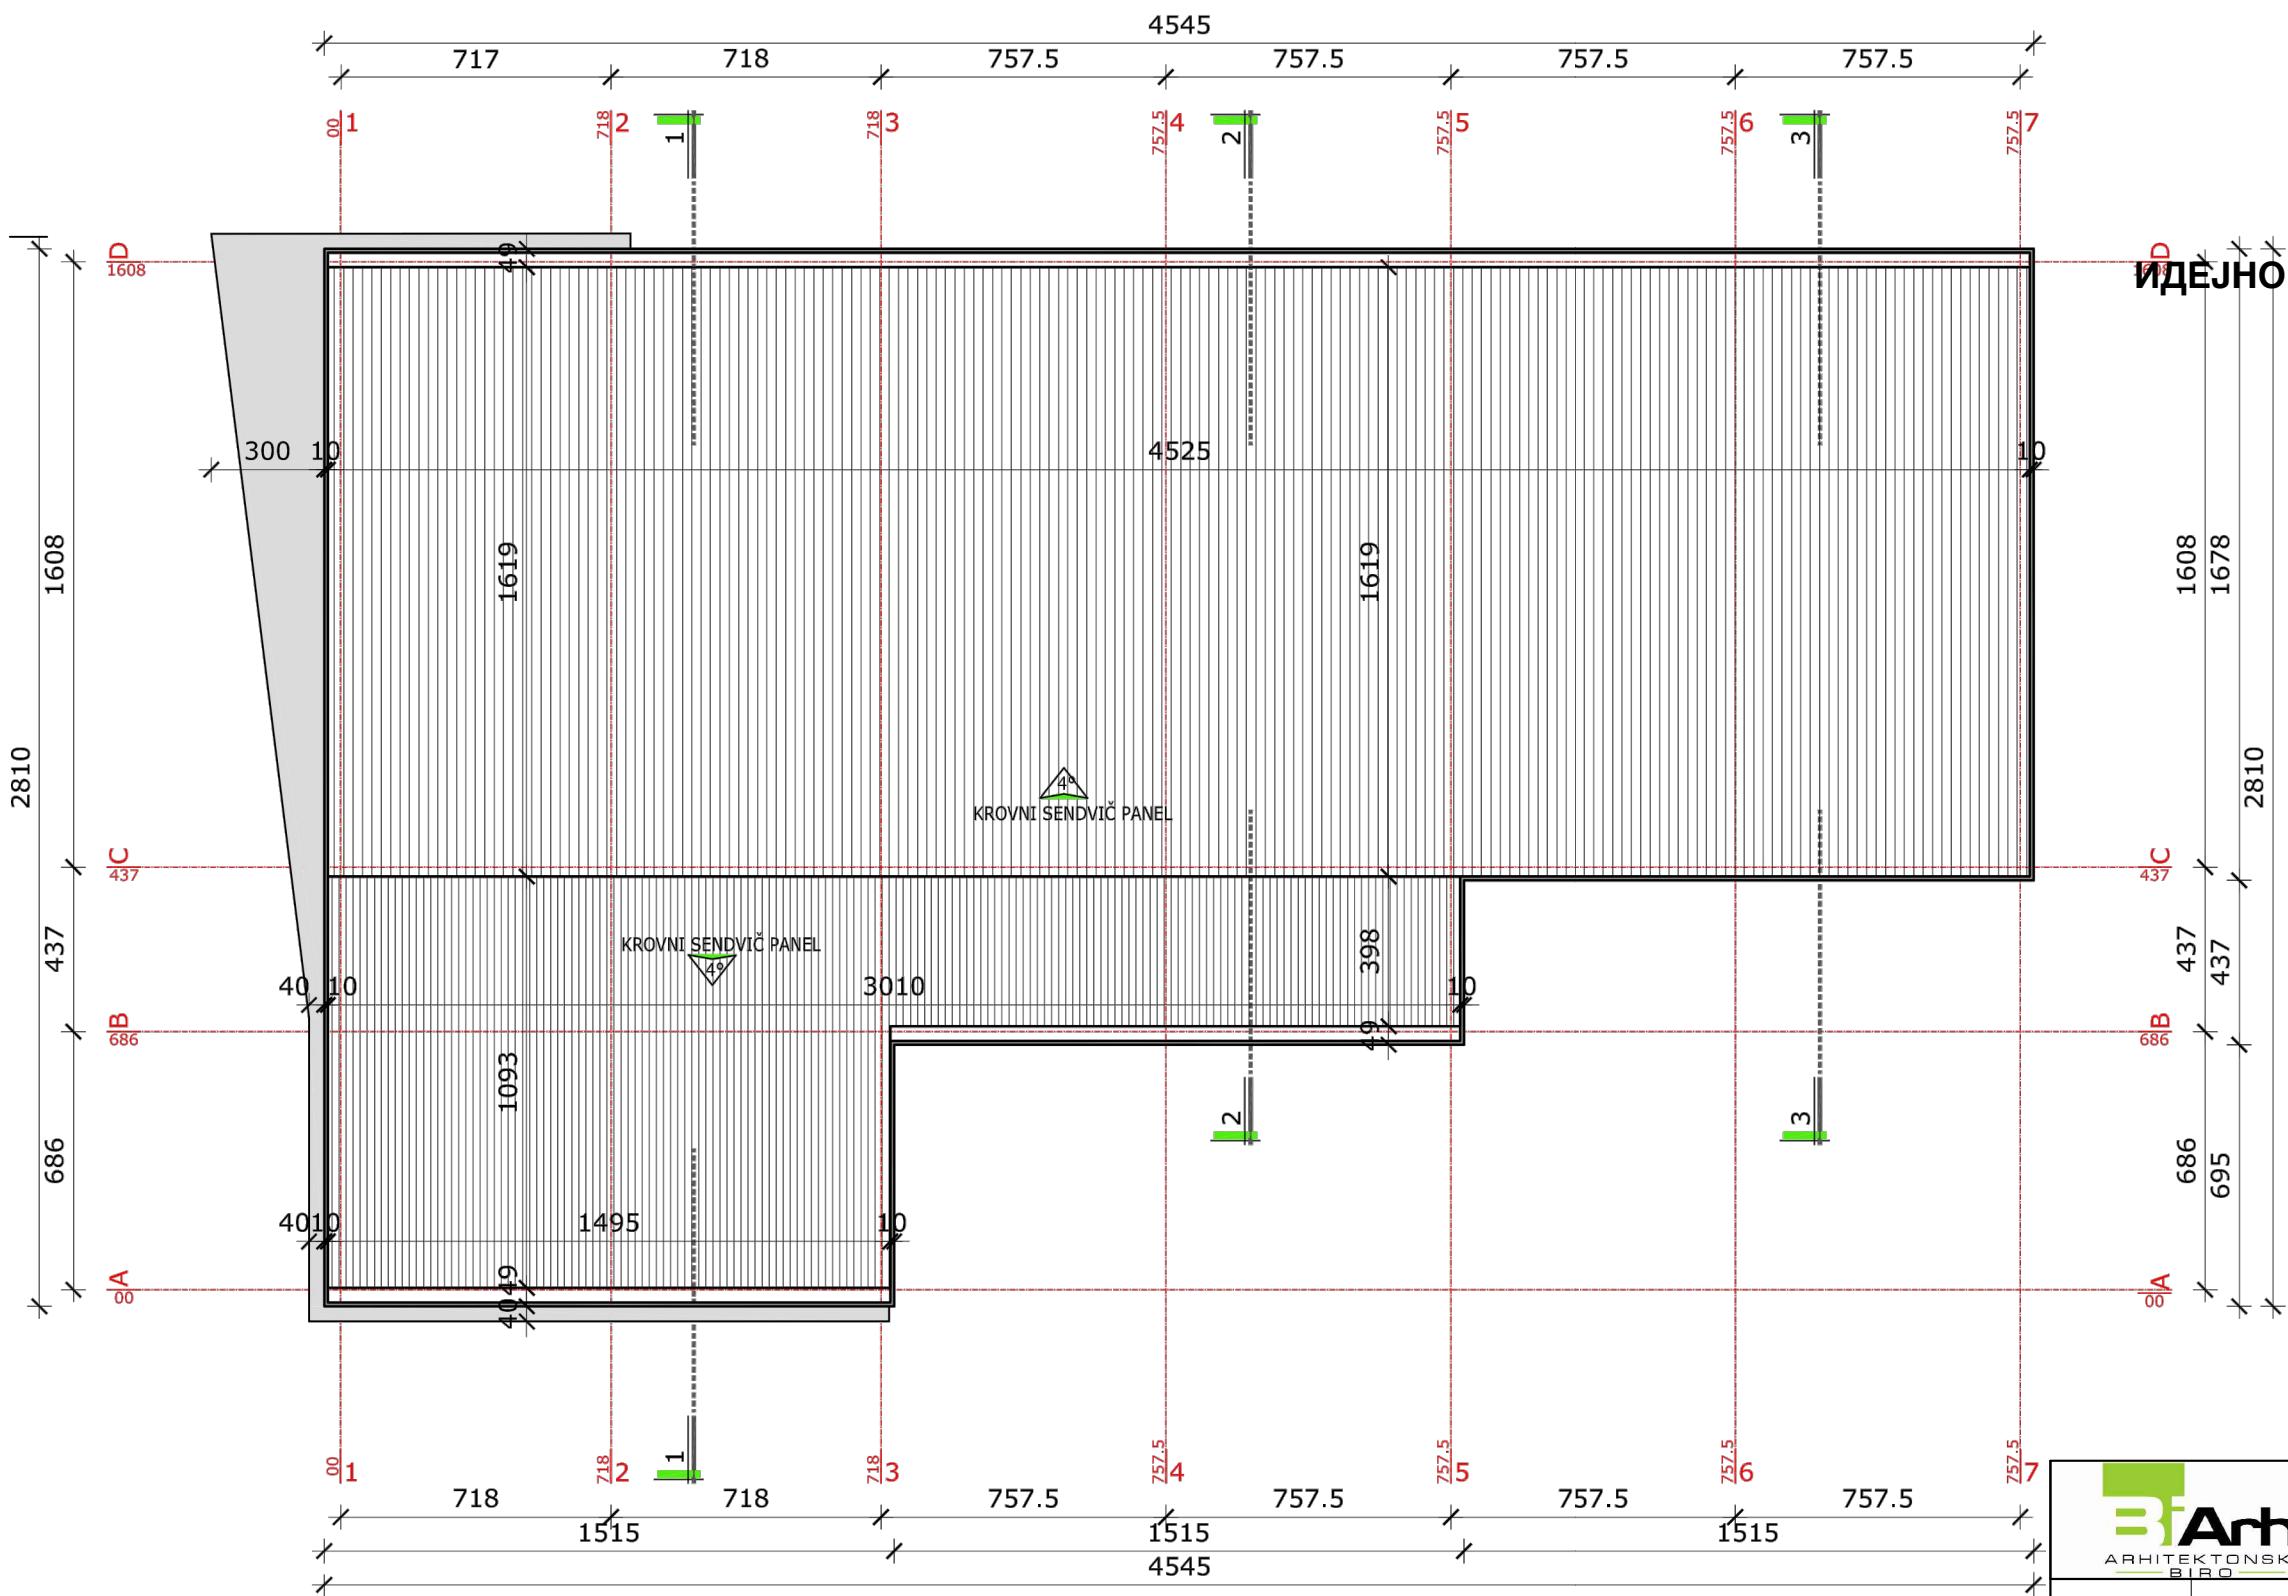 4545
717 718 757.5 757.5 757.5 757.5
00 1 718 2 1 718 3 757.5 4 2 757.5 5 757.5 6 3 757.5 7
D
1608
49
D
1608
ИДЕЈНО
300 10 4525 10
1608 1619 1619 1608 1678
2810 2810
4°
KROVNI SENDVIČ PANEL
C
437
C
437
437 398 437 437
KROVNI SENDVIČ PANEL
4°
40 10 3010 10
B
686
49
B
686
1093
686 2 3 686 695
4010 1495 10
A
00
49
40
A
00
00 1 718 2 1 718 3 757.5 4 757.5 5 757.5 6 757.5 7
718 718 757.5 757.5 757.5 757.5
1515 1515 1515
4545
Arh
ARHITEKTONSK
BIRO